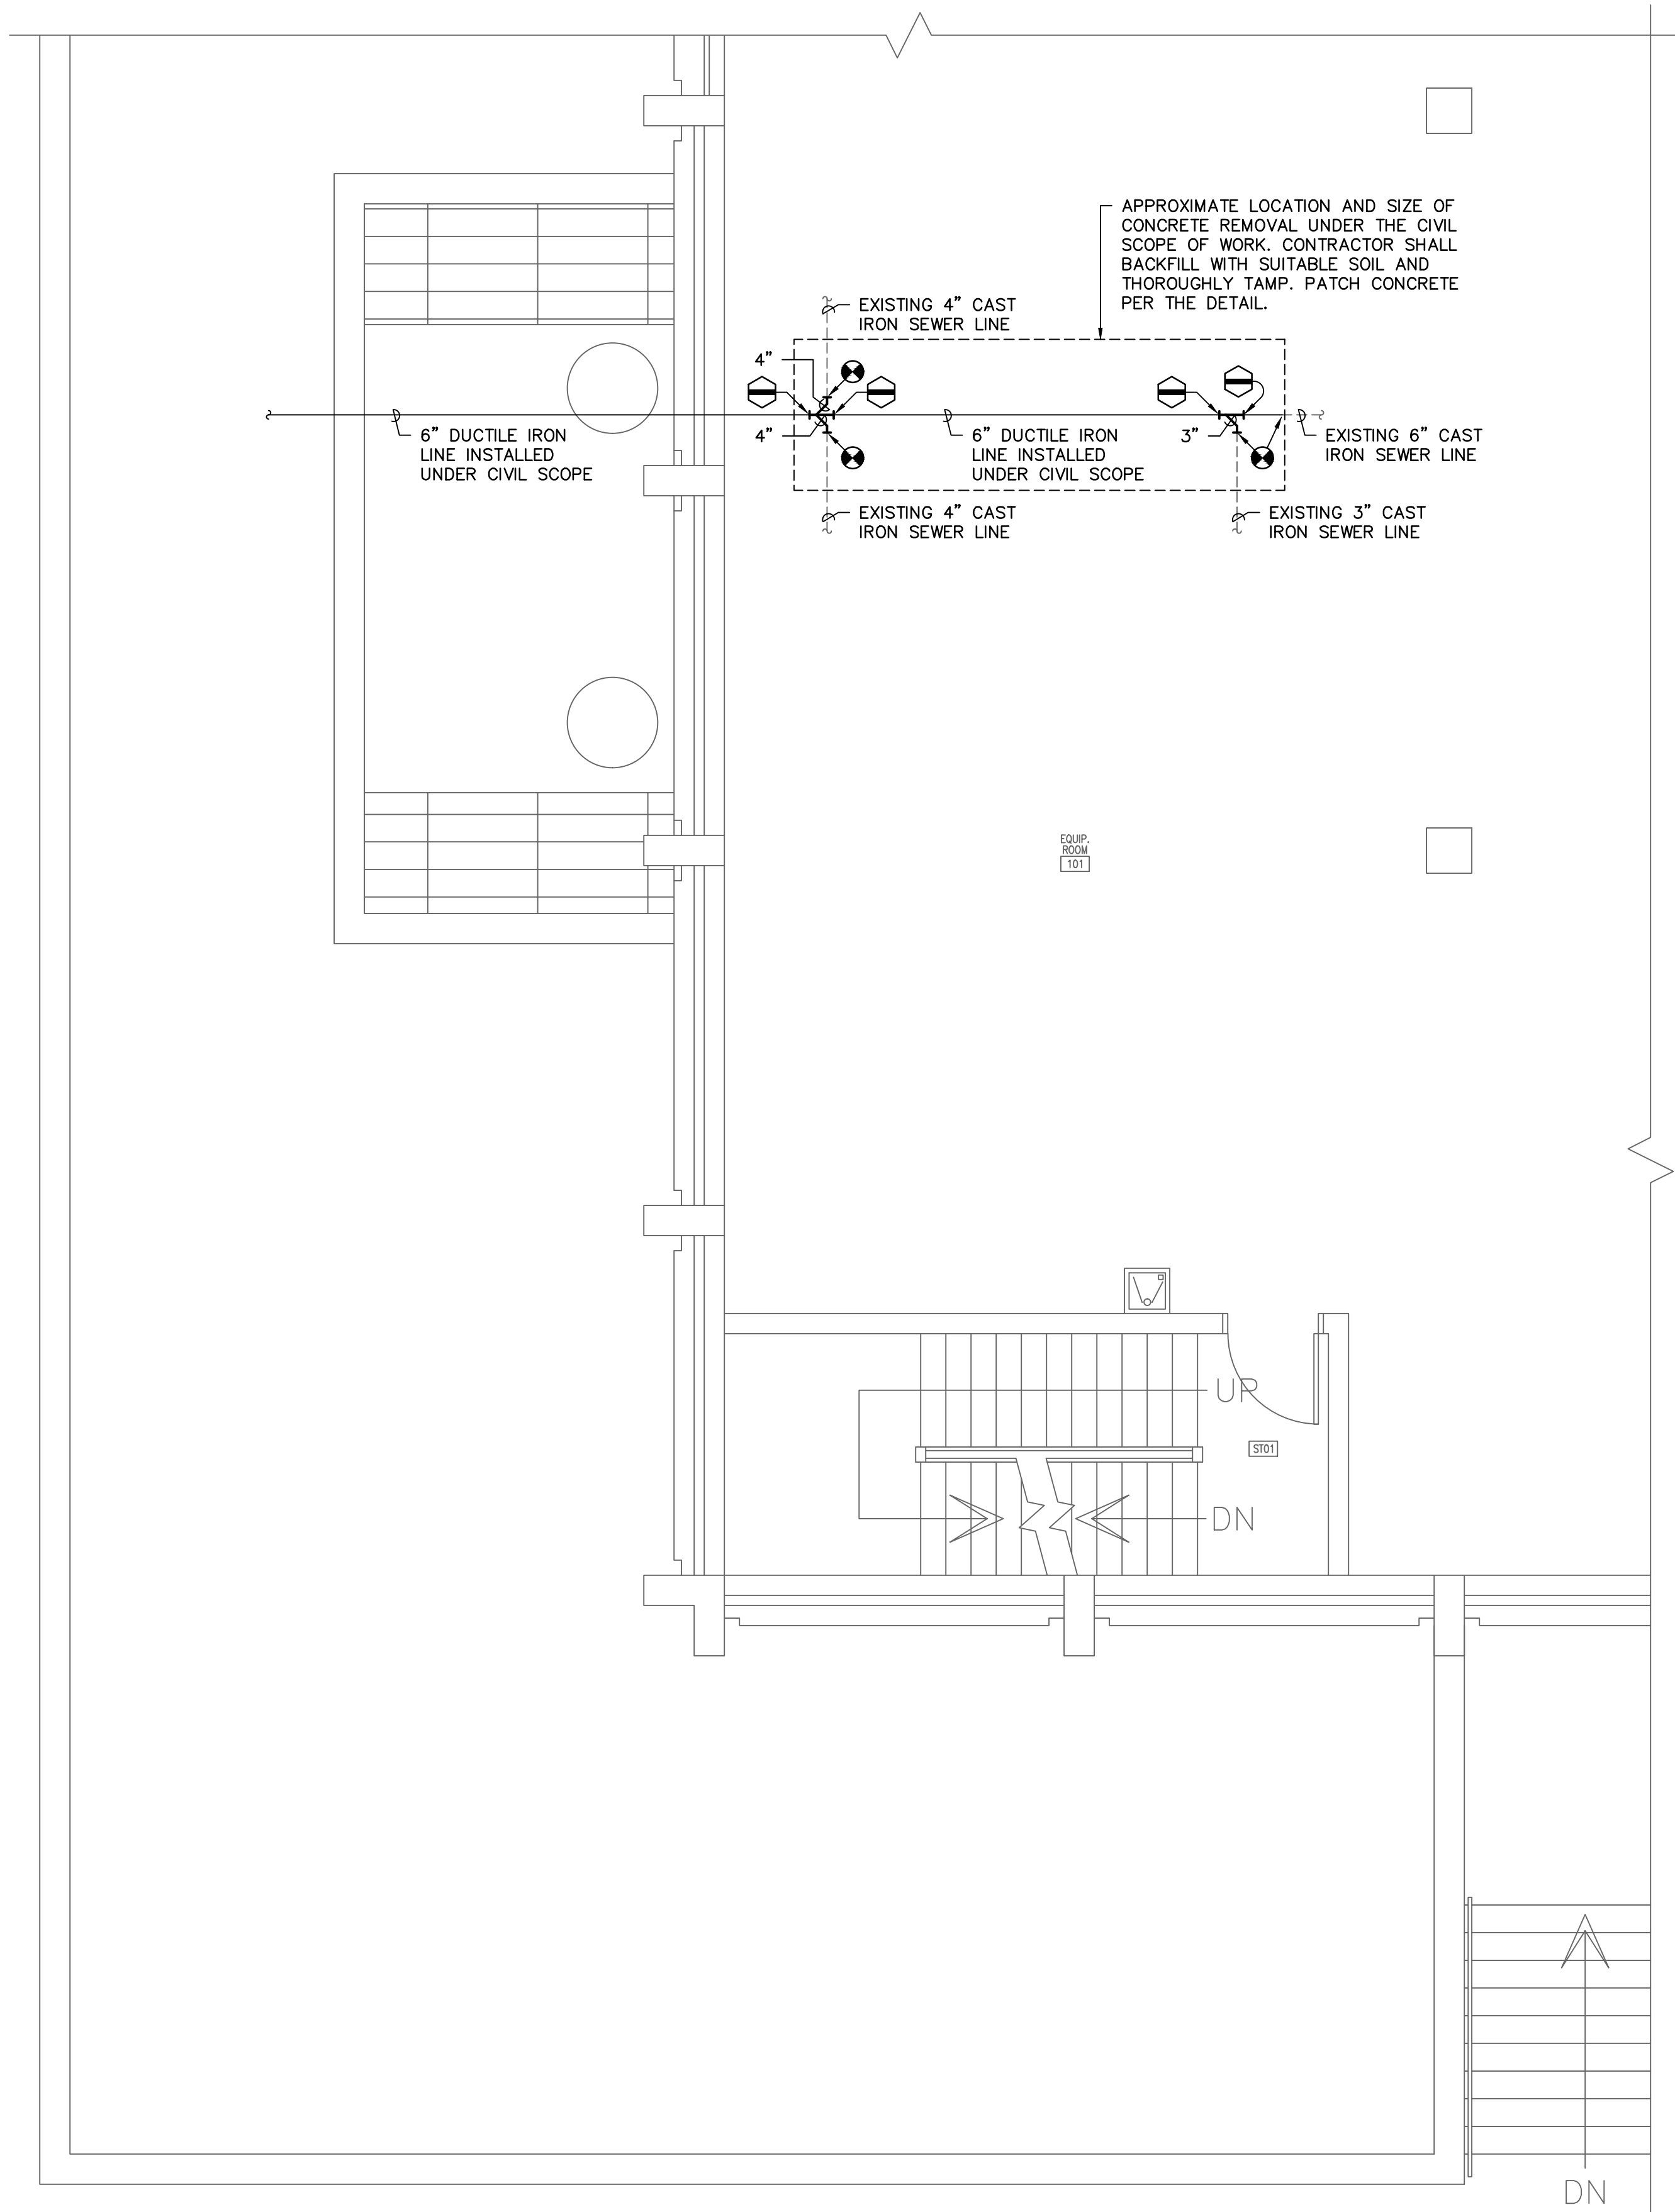 APPROXIMATE LOCATION AND SIZE OF
CONCRETE REMOVAL UNDER THE CIVIL
SCOPE OF WORK. CONTRACTOR SHALL
BACKFILL WITH SUITABLE SOIL AND
THOROUGHLY TAMP. PATCH CONCRETE
PER THE DETAIL.
EXISTING 4" CAST
IRON SEWER LINE
4"
4"
6" DUCTILE IRON
LINE INSTALLED
UNDER CIVIL SCOPE
6" DUCTILE IRON
LINE INSTALLED
UNDER CIVIL SCOPE
3"
EXISTING 6" CAST
IRON SEWER LINE
EXISTING 4" CAST
IRON SEWER LINE
EXISTING 3" CAST
IRON SEWER LINE
EQUIP.
ROOM
101
UP
ST01
DN
DN